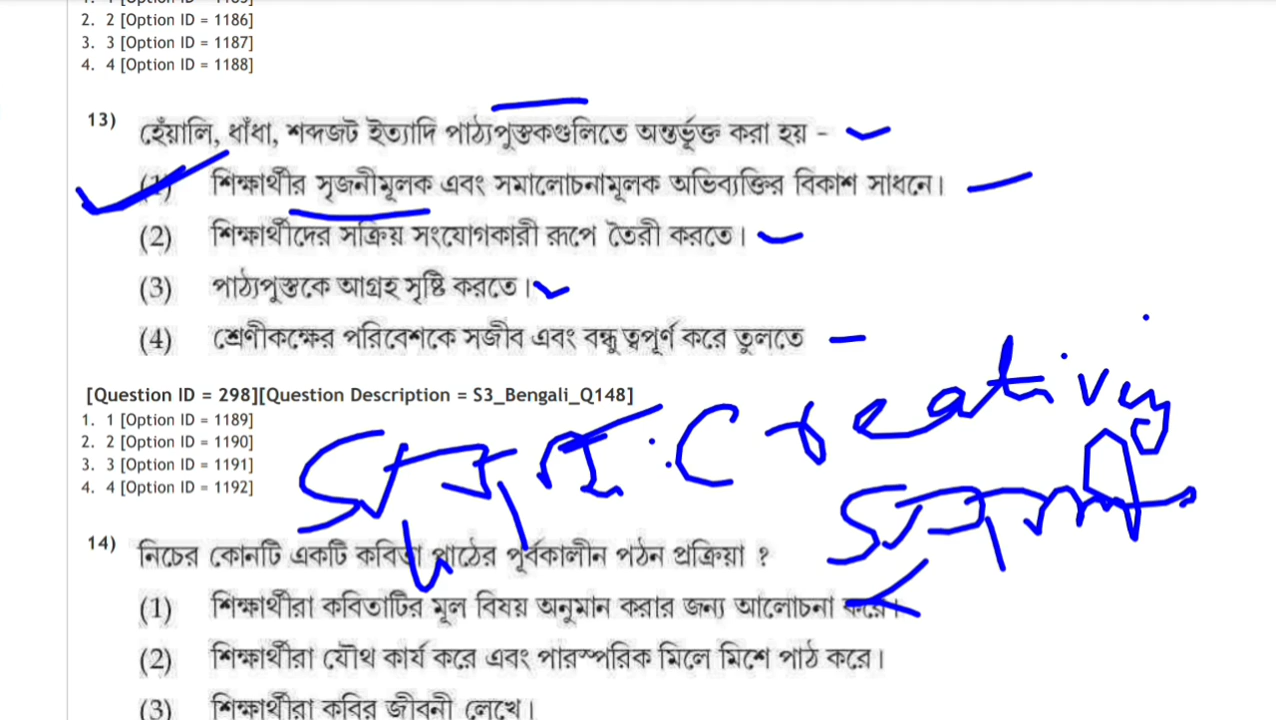 2. 2 [Option ID = 1186]
3. 3 [Option ID = 1187]
4. 4 [Option ID = 1188]
13) হেঁয়ালি, ধাঁধা, শব্দজট ইত্যাদি পাঠ্যপুস্তকগুলিতে অন্তর্ভূক্ত করা হয় -
(1) শিক্ষার্থীর সৃজনীমূলক এবং সমালোচনামূলক অভিব্যক্তির বিকাশ সাধনে।
(2) শিক্ষার্থীদের সক্রিয় সংযোগকারী রূপে তৈরী করতে।
(3) পাঠ্যপুস্তকে আগ্রহ সৃষ্টি করতে।
(4) শ্রেণীকক্ষের পরিবেশকে সজীব এবং বন্ধুত্বপূর্ণ করে তুলতে
[Question ID = 298][Question Description = S3_Bengali_Q148]
1. 1 [Option ID = 1189]
2. 2 [Option ID = 1190]
3. 3 [Option ID = 1191]
4. 4 [Option ID = 1192]
14) নিচের কোনটি একটি কবিতা পাঠের পূর্বকালীন পঠন প্রক্রিয়া ?
(1) শিক্ষার্থীরা কবিতাটির মূল বিষয় অনুমান করার জন্য আলোচনা করে।
(2) শিক্ষার্থীরা যৌথ কার্য করে এবং পারস্পরিক মিলে মিশে পাঠ করে।
(3) শিক্ষার্থীরা কবির জীবনী লেখে।